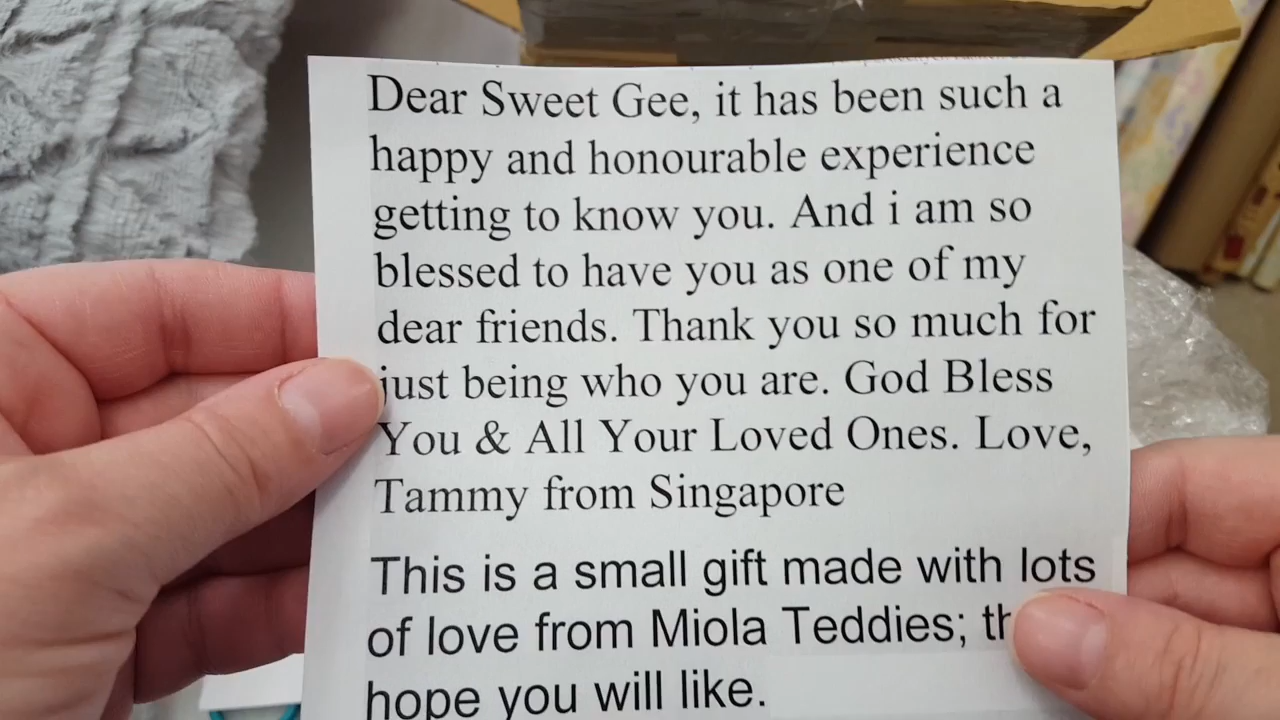 Dear Sweet Gee, it has been such a
happy and honourable experience
getting to know you. And i am so
blessed to have you as one of my
dear friends. Thank you so much for
just being who you are. God Bless
You & All Your Loved Ones. Love,
Tammy from Singapore
This is a small gift made with lots
of love from Miola Teddies;
hope you will like.